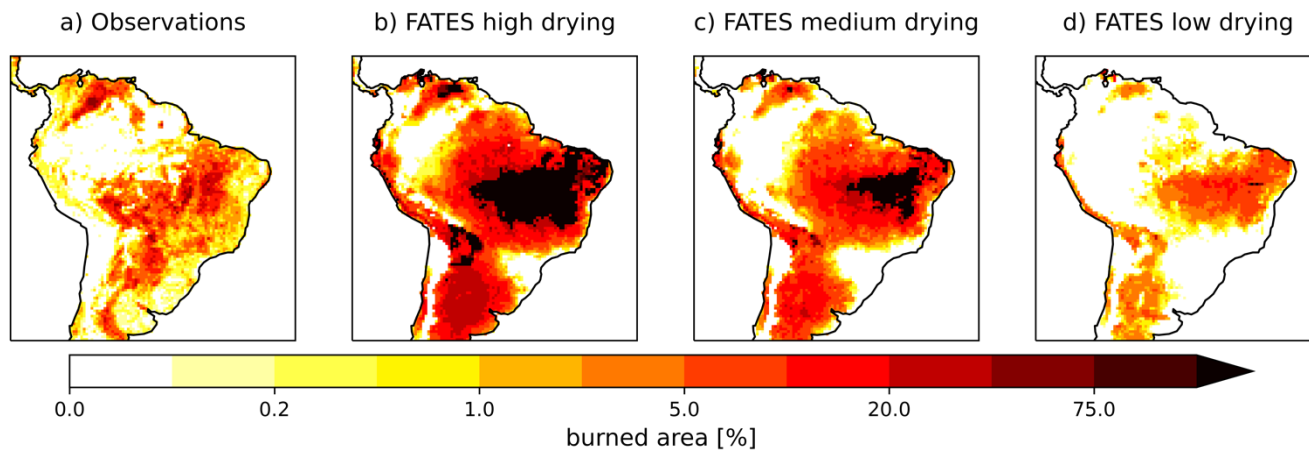 a) Observations
b) FATES high drying
c) FATES medium drying
d) FATES low drying
0.0 0.2 1.0 5.0 20.0 75.0
burned area [%]